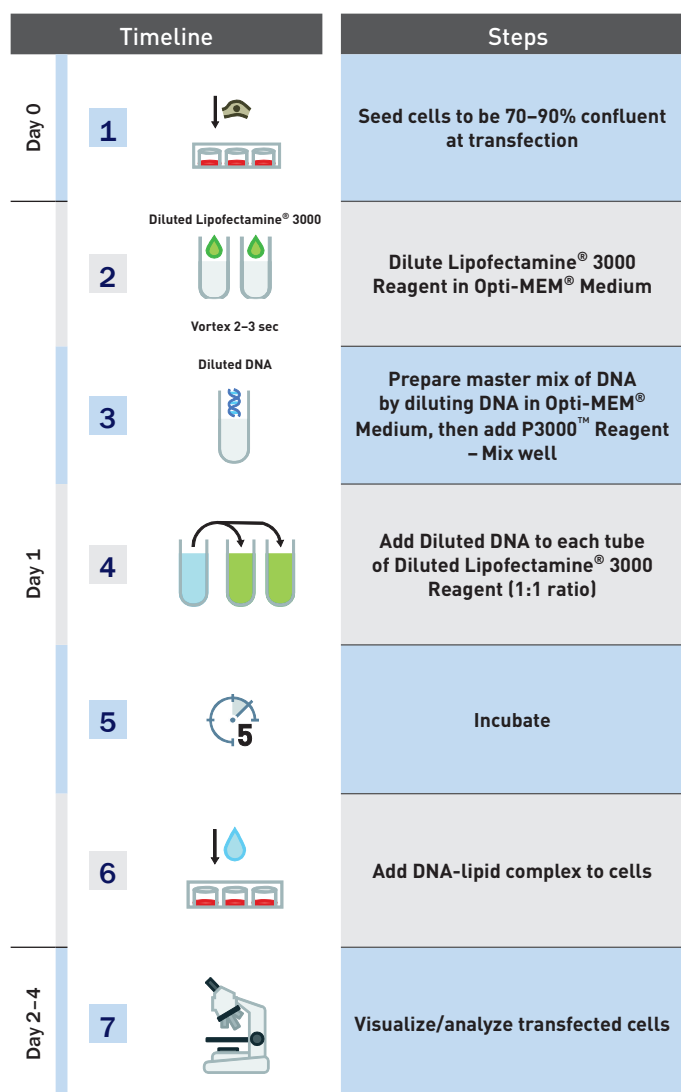 Timeline
Steps
Day 0
1
Seed cells to be 70–90% confluent
at transfection
Day 1
2
Diluted Lipofectamine® 3000
Vortex 2–3 sec
Dilute Lipofectamine® 3000
Reagent in Opti-MEM® Medium
3
Diluted DNA
Prepare master mix of DNA
by diluting DNA in Opti-MEM®
Medium, then add P3000™ Reagent
– Mix well
4
Add Diluted DNA to each tube
of Diluted Lipofectamine® 3000
Reagent (1:1 ratio)
5
5
Incubate
6
Add DNA-lipid complex to cells
Day 2–4
7
Visualize/analyze transfected cells